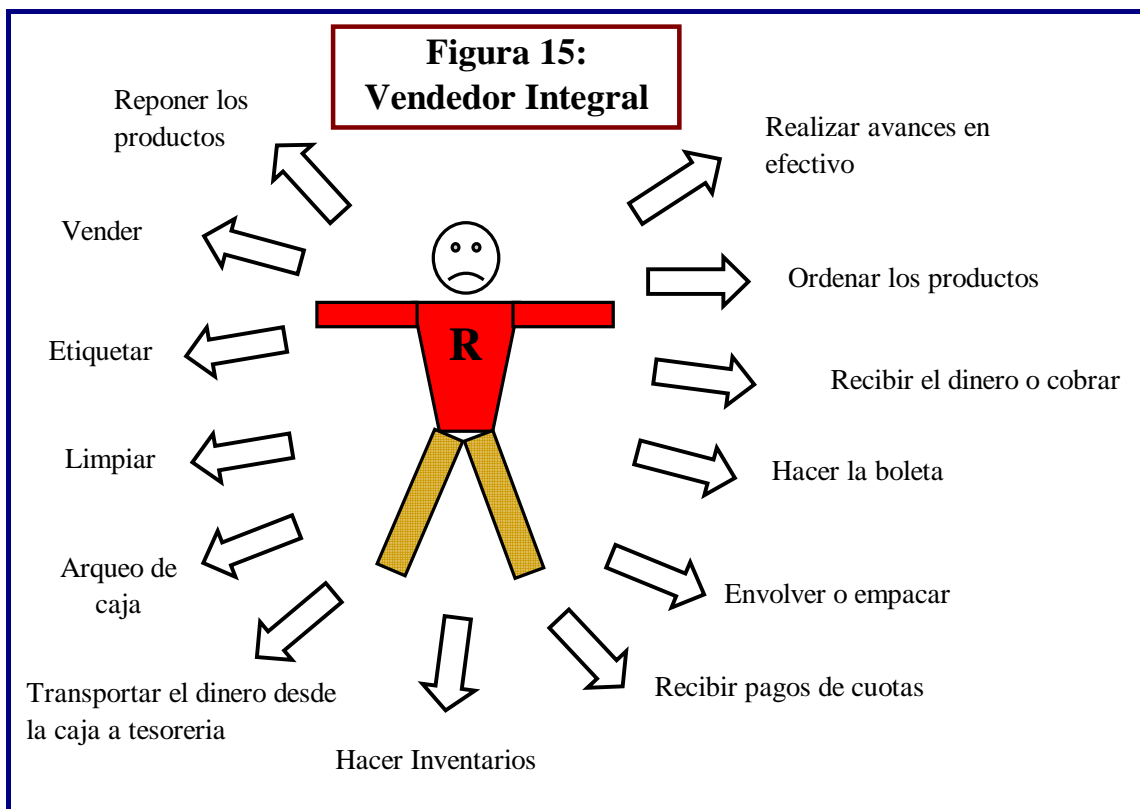 Figura 15:
Vendedor Integral
Reponer los
productos
Vender
Etiquetar
Limpiar
Arqueo de
caja
Transportar el dinero desde
la caja a tesoreria
Hacer Inventarios
R
Realizar avances en
efectivo
Ordenar los productos
Recibir el dinero o cobrar
Hacer la boleta
Envolver o empacar
Recibir pagos de cuotas